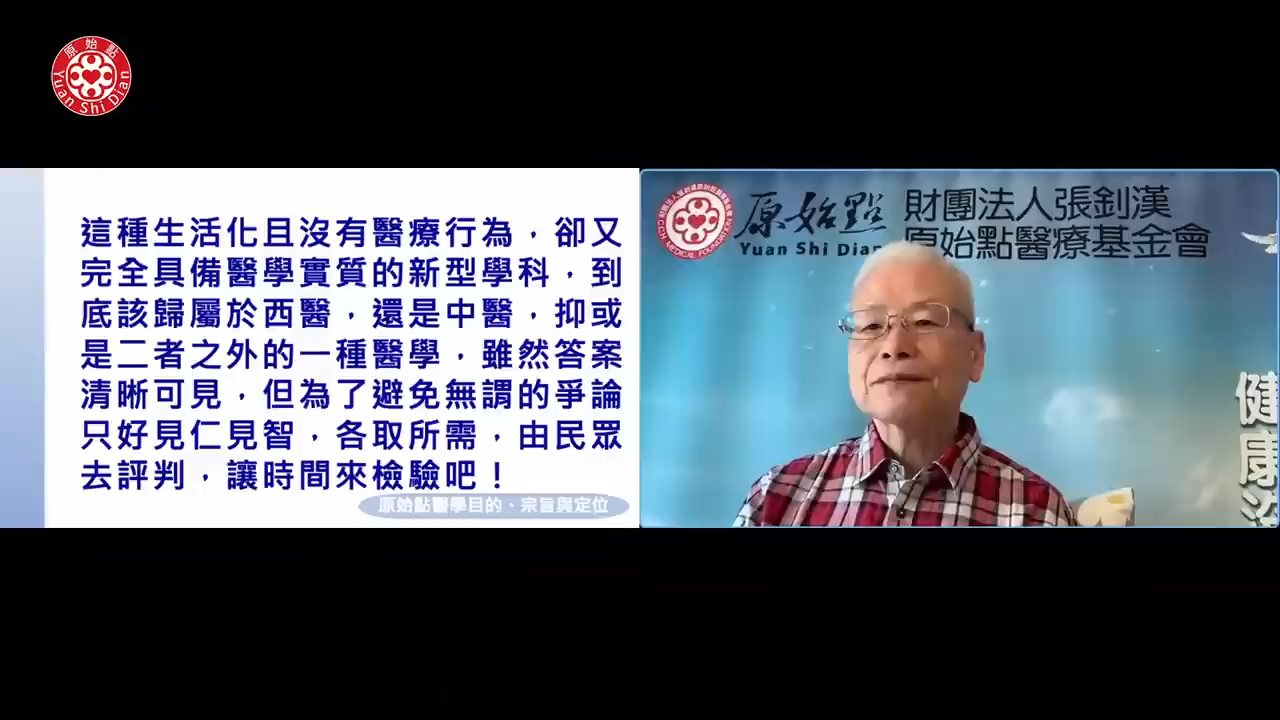 原始點
Yuan Shi Dian
這種生活化且沒有醫療行為，卻又
完全具備醫學實質的新型學科，到
底該歸屬於西醫，還是中醫，抑或
是二者之外的一種醫學，雖然答案
清晰可見，但為了避免無謂的爭論
只好見仁見智，各取所需，由民眾
去評判，讓時間來檢驗吧！
原始點醫學目的、宗旨與定位
C.C.H. MEDICAL FOUNDATION
原始點
Yuan Shi Dian
財團法人張釗漢
原始點醫療基金會
健康